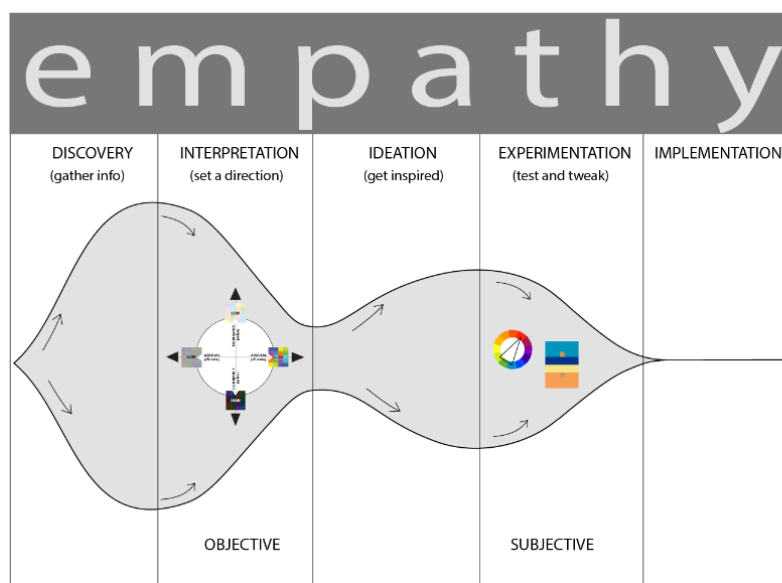 empathy
DISCOVERY
(gather info)
INTERPRETATION
(set a direction)
IDEATION
(get inspired)
EXPERIMENTATION
(test and tweak)
IMPLEMENTATION
OBJECTIVE
SUBJECTIVE